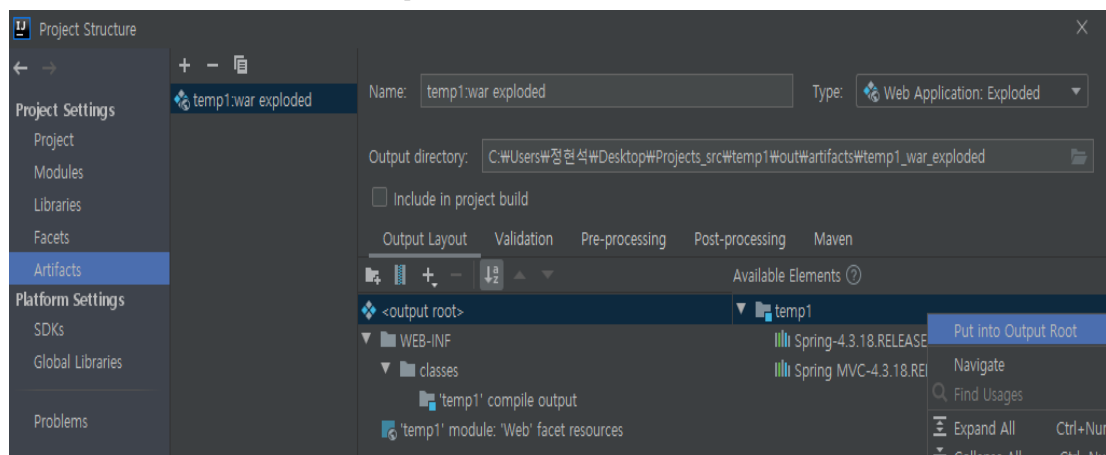 Project Structure
Project Settings
Project
Modules
Libraries
Facets
Artifacts
Platform Settings
SDKs
Global Libraries
Problems
temp1:war exploded
Name: temp1:war exploded Type: Web Application: Exploded
Output directory: C:₩Users₩정현석₩Desktop₩Projects_src₩temp1₩out₩artifacts₩temp1_war_exploded
Include in project build
Output Layout Validation Pre-processing Post-processing Maven
Available Elements
<output root>
WEB-INF
classes
'temp1' compile output
'temp1' module: 'Web' facet resources
temp1
Spring-4.3.18.RELEASE
Spring MVC-4.3.18.RE
Put into Output Root
Navigate
Find Usages
Expand All Ctrl+Nu